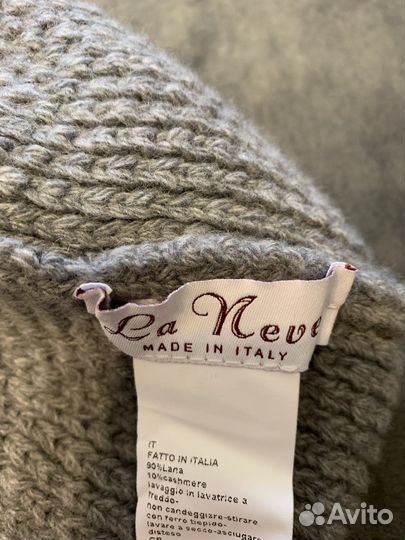 La Neve
MADE IN ITALY
IT
FATTO IN ITALIA
90%Lana
10%cashmere
lavaggio in lavatrice a
freddo-
non candeggiare-stirare
con ferro tiepido-
lavare a secco-asciugare
disteso
GB
Avito